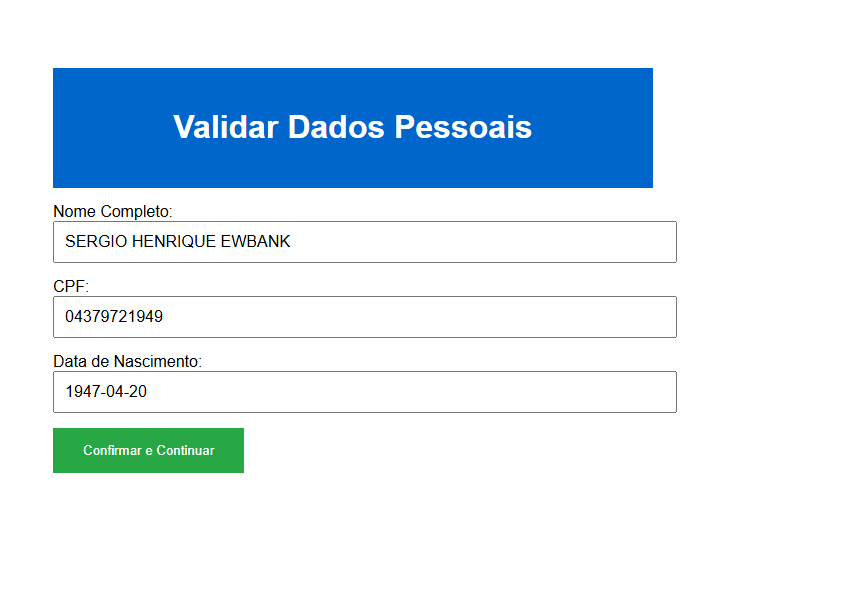 Validar Dados Pessoais
Nome Completo:
SERGIO HENRIQUE EWBANK
CPF:
04379721949
Data de Nascimento:
1947-04-20
Confirmar e Continuar